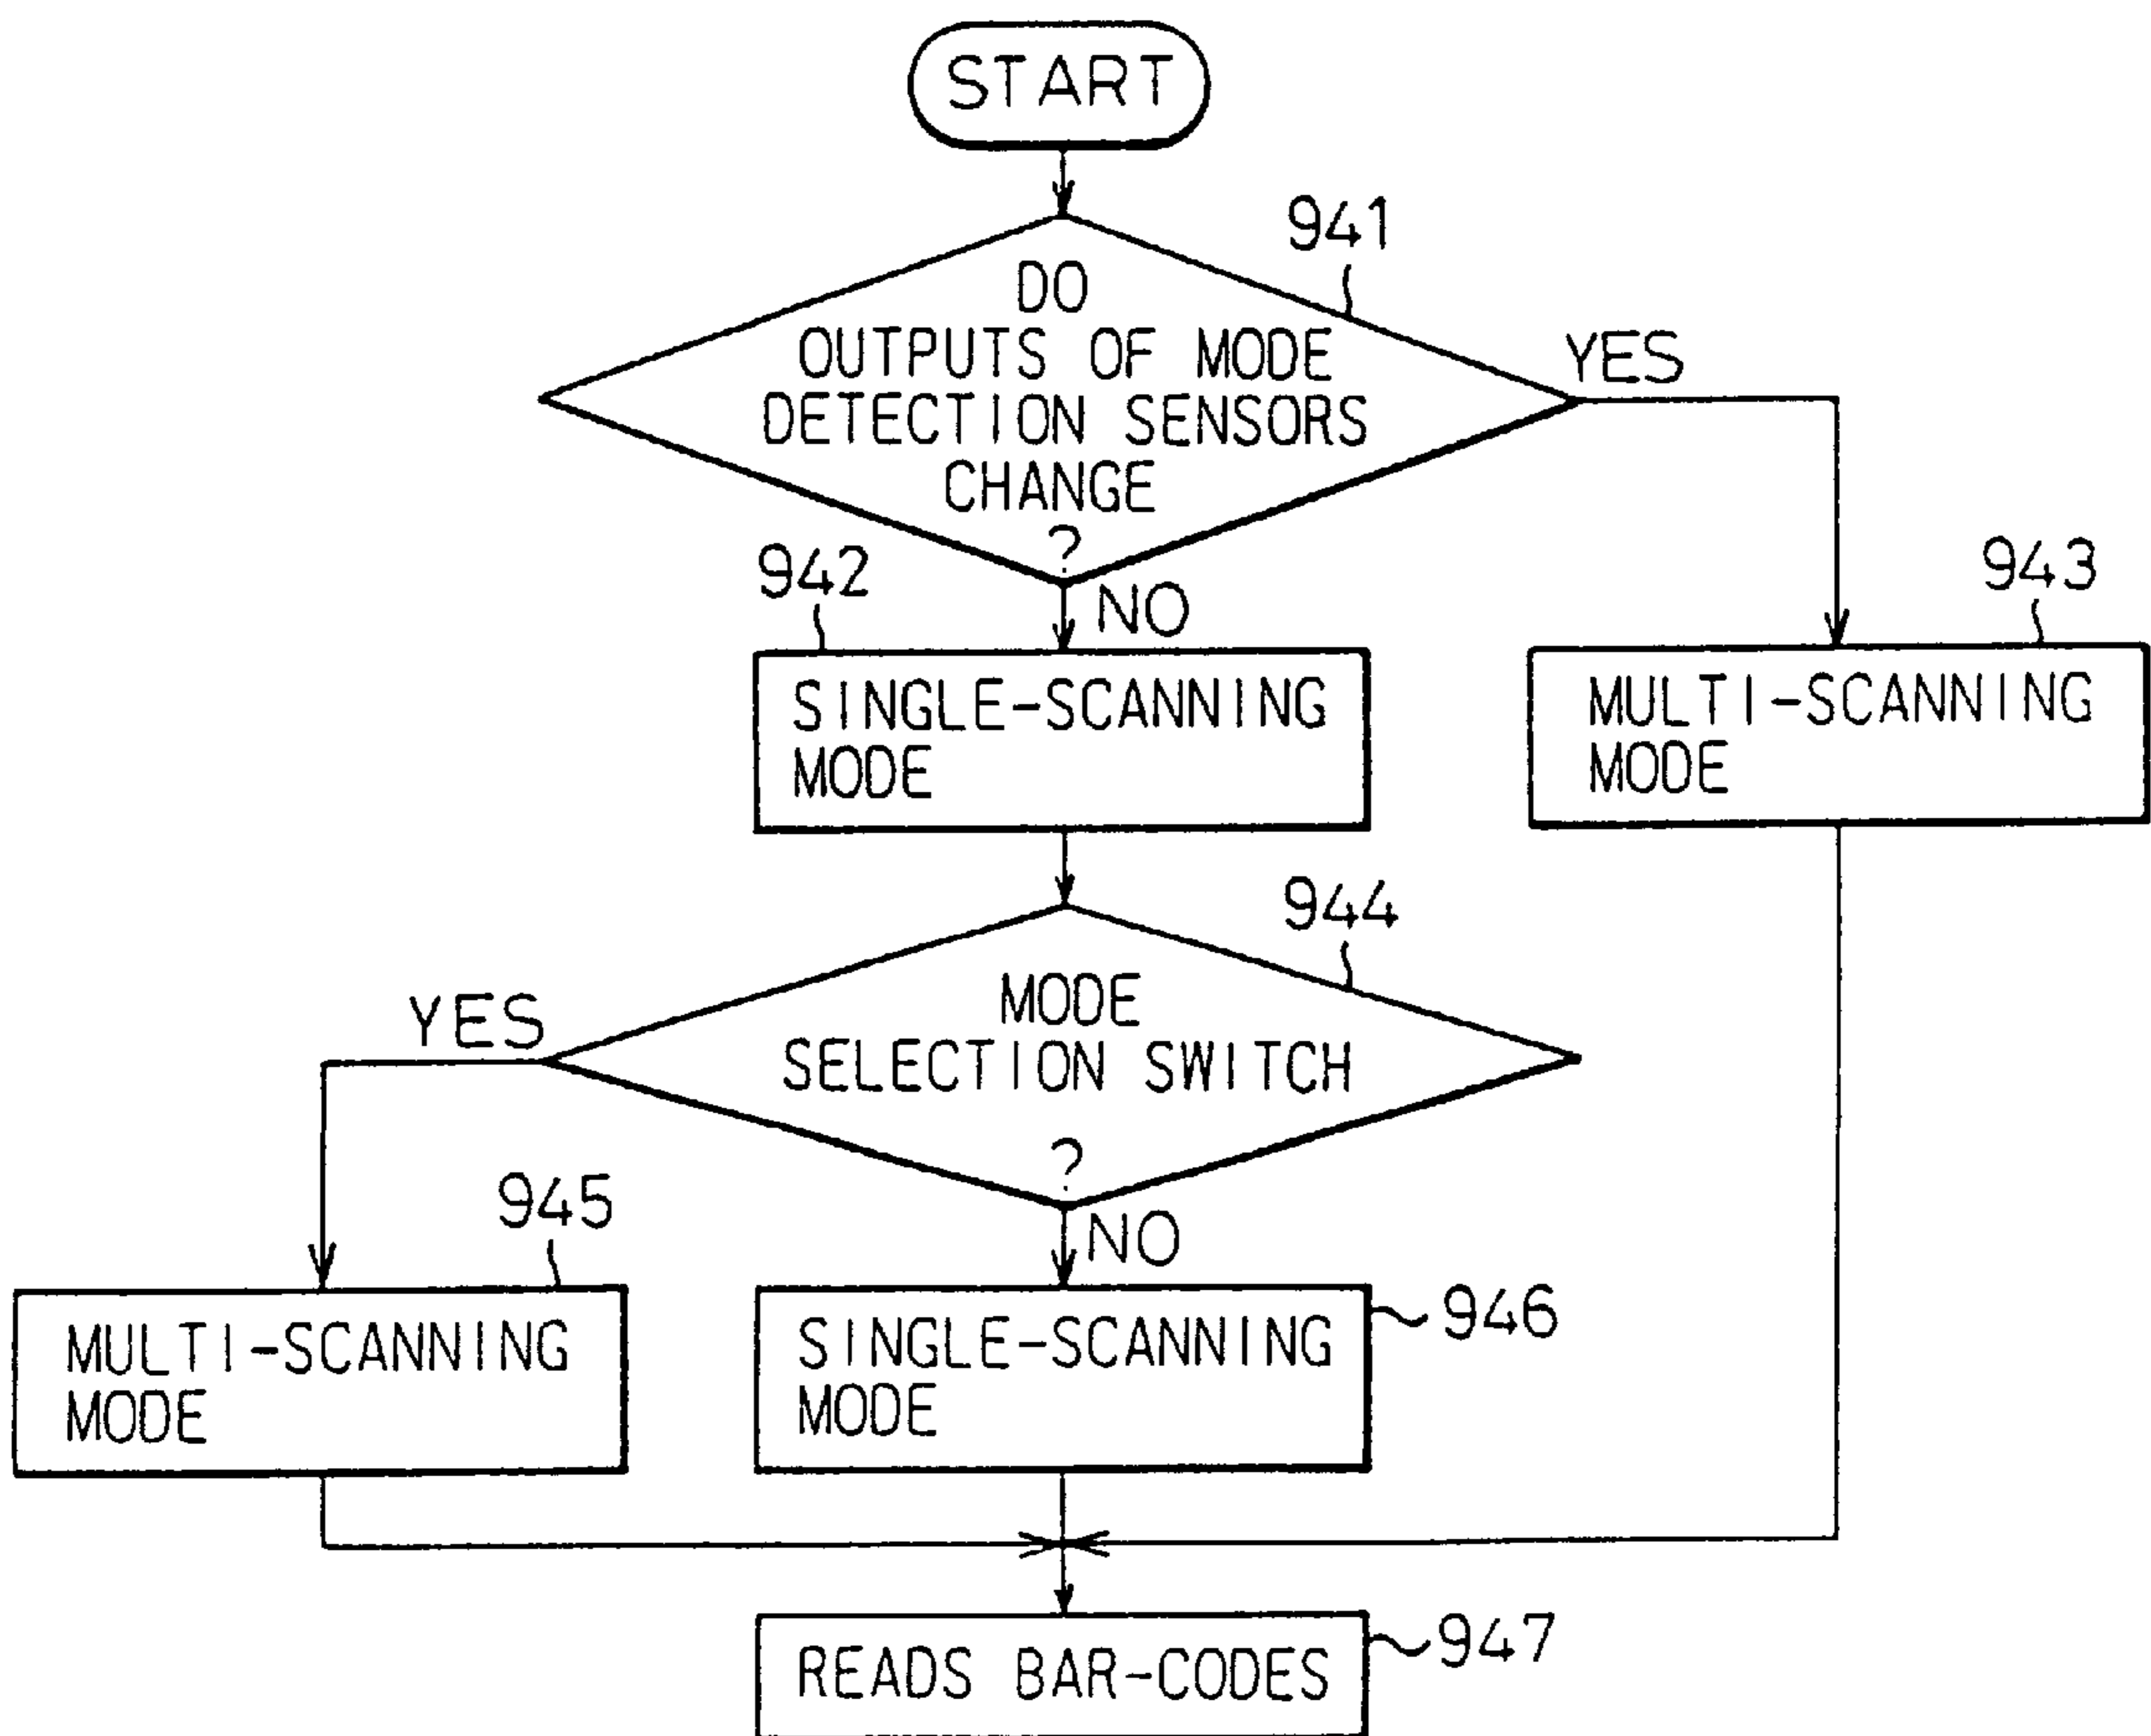 START
941
DO
OUTPUTS OF MODE
DETECTION SENSORS
CHANGE
?
YES
942
NO
943
SINGLE-SCANNING
MODE
MULTI-SCANNING
MODE
944
MODE
SELECTION SWITCH
?
YES
945
NO
946
MULTI-SCANNING
MODE
SINGLE-SCANNING
MODE
READS BAR-CODES
947